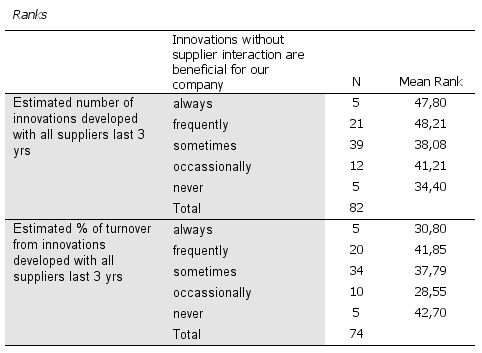 Ranks
Innovations without
supplier interaction are
beneficial for our
company N Mean Rank
Estimated number of always 5 47,80
innovations developed frequently 21 48,21
with all suppliers last 3 sometimes 39 38,08
yrs occassionally 12 41,21
never 5 34,40
Total 82
Estimated % of turnover always 5 30,80
from innovations frequently 20 41,85
developed with all sometimes 34 37,79
suppliers last 3 yrs occassionally 10 28,55
never 5 42,70
Total 74